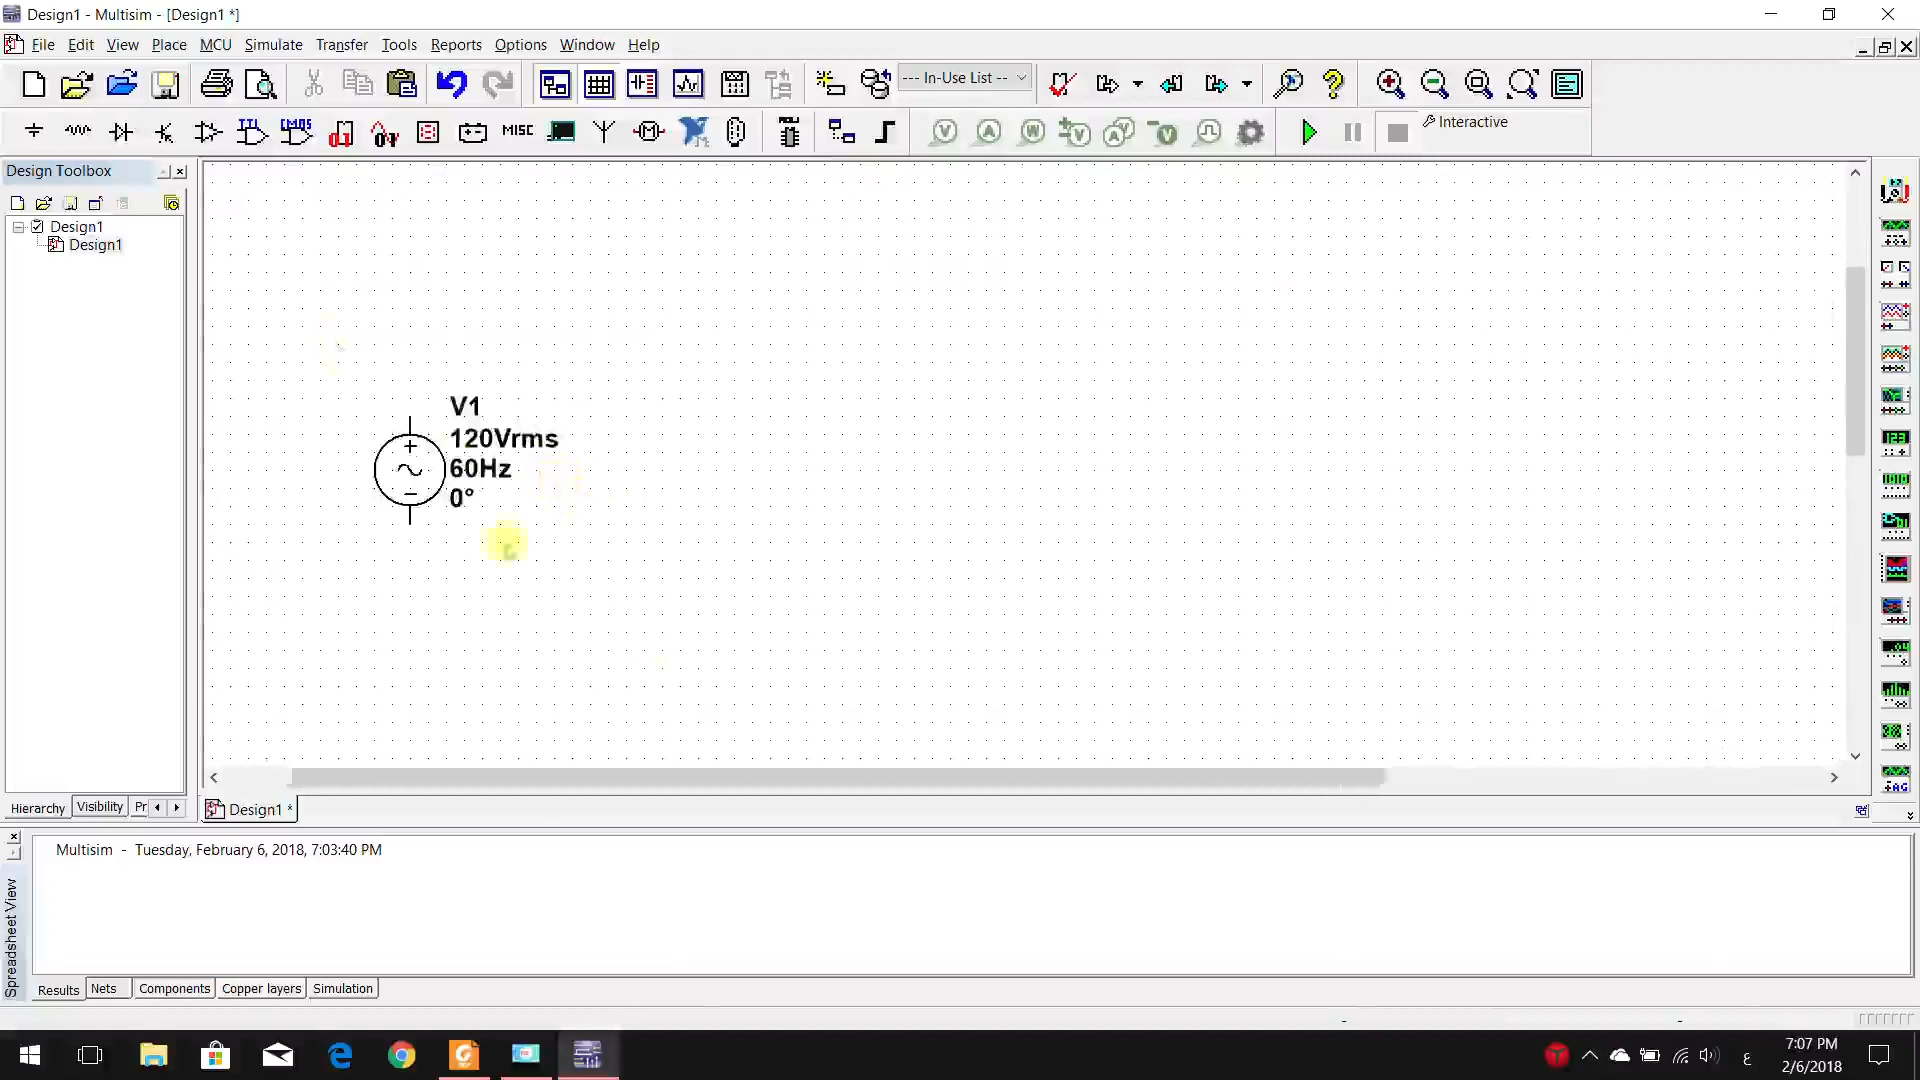 Design1 - Multisim - [Design1 *]
File Edit View Place MCU Simulate Transfer Tools Reports Options Window Help
--- In-Use List --
TTL CMOS MISC Interactive
Design Toolbox
Design1
Design1
V1
120Vrms
60Hz
0°
Hierarchy Visibility Pr
Design1 *
Multisim - Tuesday, February 6, 2018, 7:03:40 PM
Spreadsheet View
Results Nets Components Copper layers Simulation
ع 7:07 PM
2/6/2018